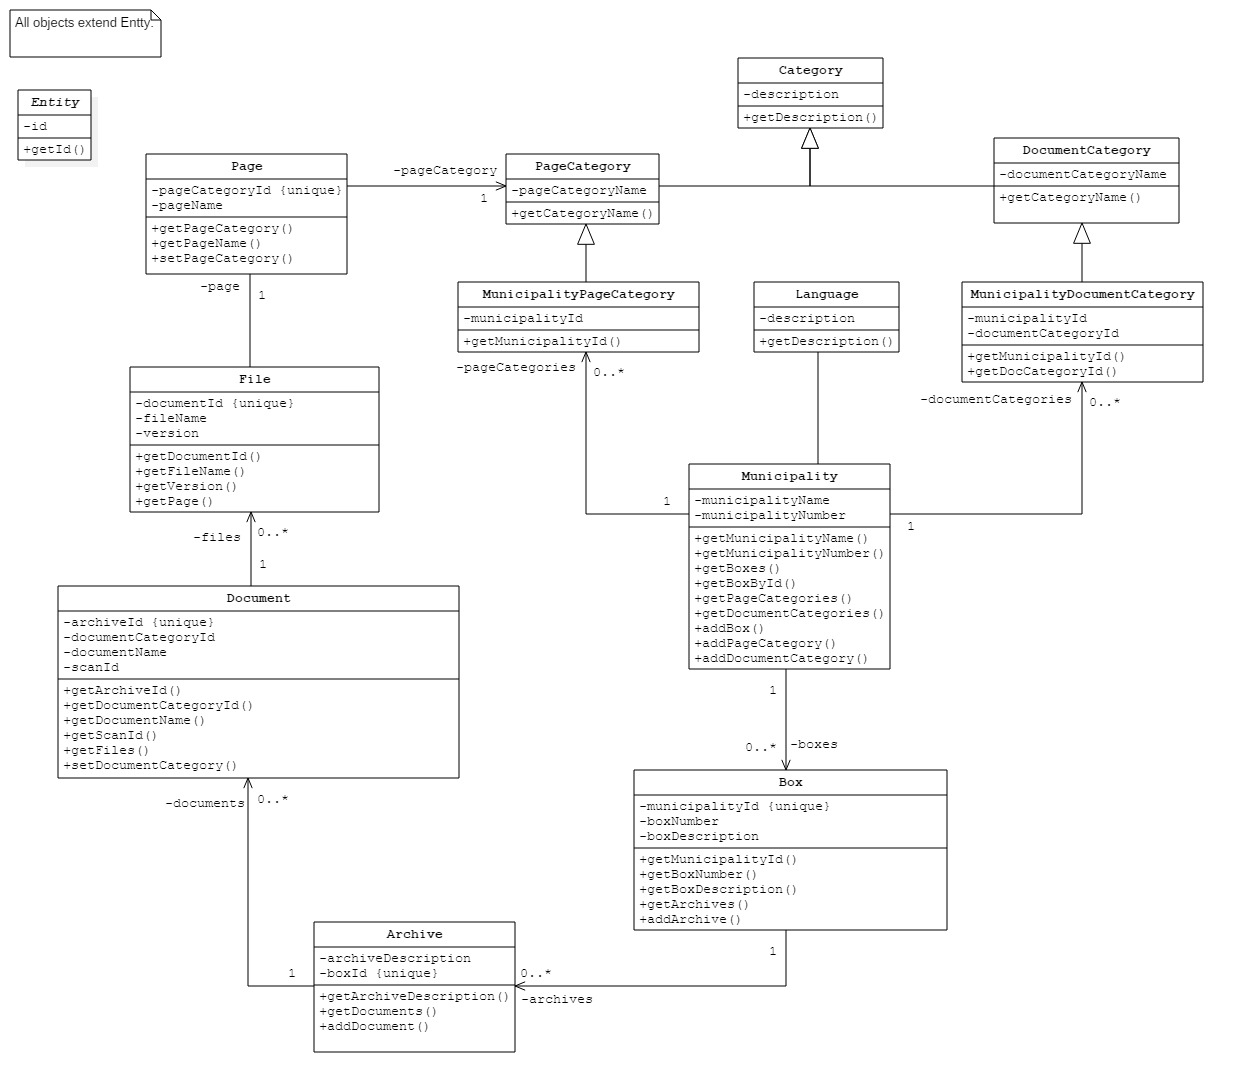 All objects extend Entty.
Entity
-id
+getId()
Category
-description
+getDescription()
Page
-pageCategoryId {unique}
-pageName
+getPageCategory()
+getPageName()
+setPageCategory()
-pageCategory
1
PageCategory
-pageCategoryName
+getCategoryName()
DocumentCategory
-documentCategoryName
+getCategoryName()
-page
1
MunicipalityPageCategory
-municipalityId
+getMunicipalityId()
-pageCategories
0..*
Language
-description
+getDescription()
MunicipalityDocumentCategory
-municipalityId
-documentCategoryId
+getMunicipalityId()
+getDocCategoryId()
-documentCategories
0..*
File
-documentId {unique}
-fileName
-version
+getDocumentId()
+getFileName()
+getVersion()
+getPage()
-files
0..*
1
1
Municipality
-municipalityName
-municipalityNumber
+getMunicipalityName()
+getMunicipalityNumber()
+getBoxes()
+getBoxById()
+getPageCategories()
+getDocumentCategories()
+addBox()
+addPageCategory()
+addDocumentCategory()
1
Document
-archiveId {unique}
-documentCategoryId
-documentName
-scanId
+getArchiveId()
+getDocumentCategoryId()
+getDocumentName()
+getScanId()
+getFiles()
+setDocumentCategory()
-documents
0..*
1
0..*
-boxes
Box
-municipalityId {unique}
-boxNumber
-boxDescription
+getMunicipalityId()
+getBoxNumber()
+getBoxDescription()
+getArchives()
+addArchive()
1
1
Archive
-archiveDescription
-boxId {unique}
+getArchiveDescription()
+getDocuments()
+addDocument()
0..*
-archives